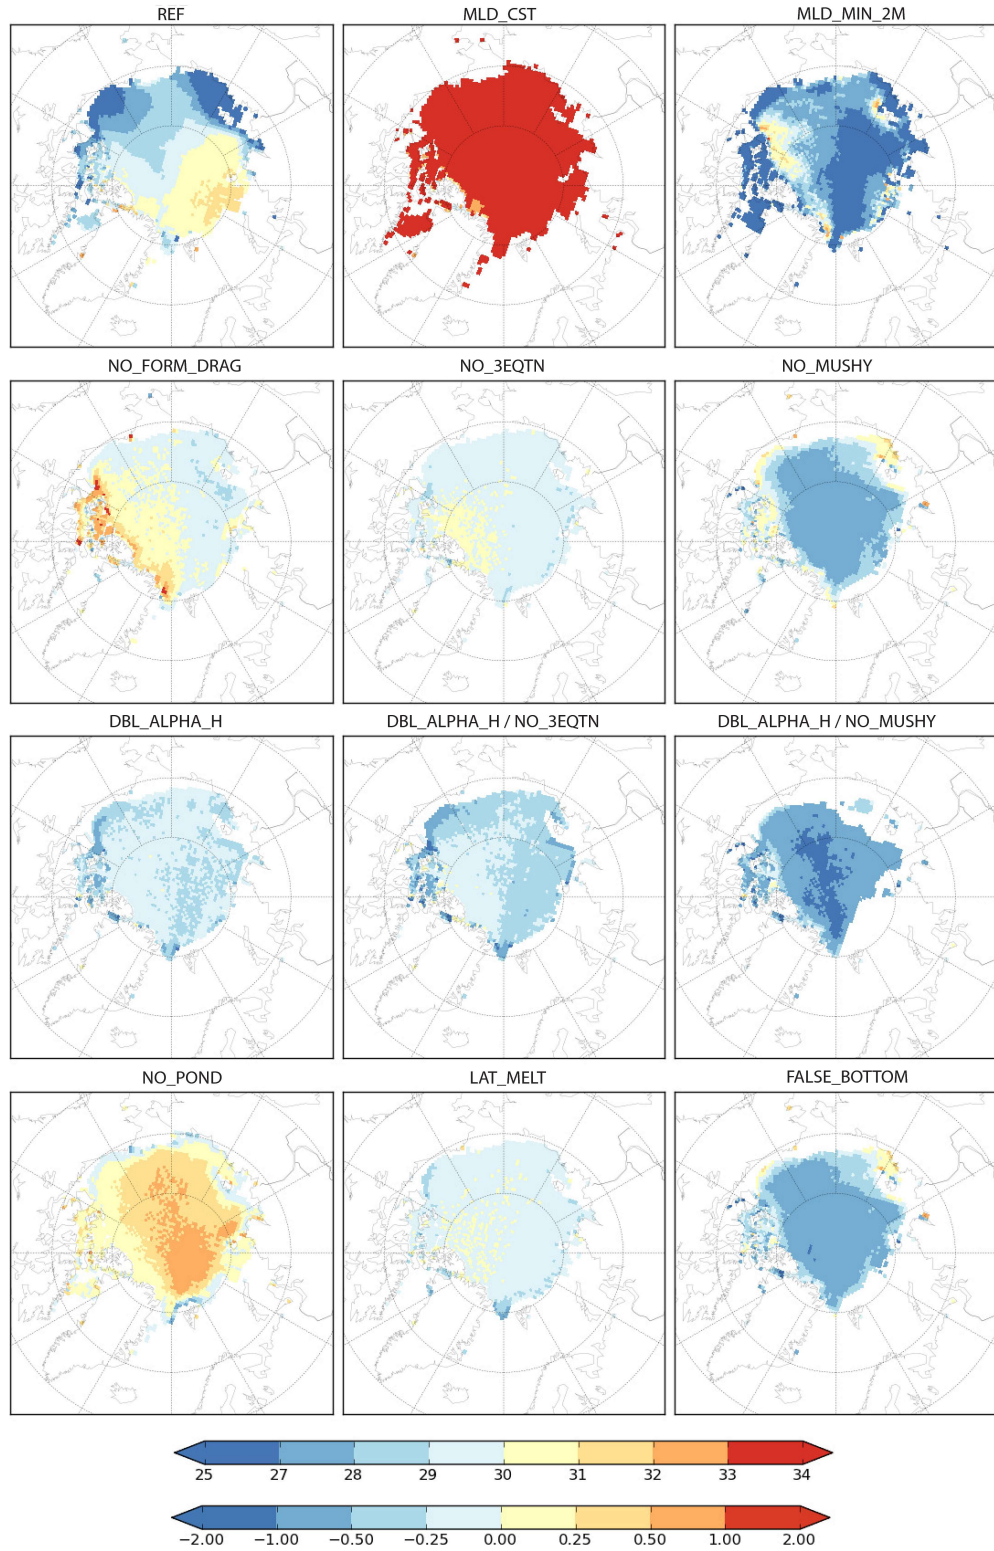 REF MLD_CST MLD_MIN_2M
NO_FORM_DRAG NO_3EQTN NO_MUSHY
DBL_ALPHA_H DBL_ALPHA_H / NO_3EQTN DBL_ALPHA_H / NO_MUSHY
NO_POND LAT_MELT FALSE_BOTTOM
25 27 28 29 30 31 32 33 34
−2.00 −1.00 −0.50 −0.25 0.00 0.25 0.50 1.00 2.00